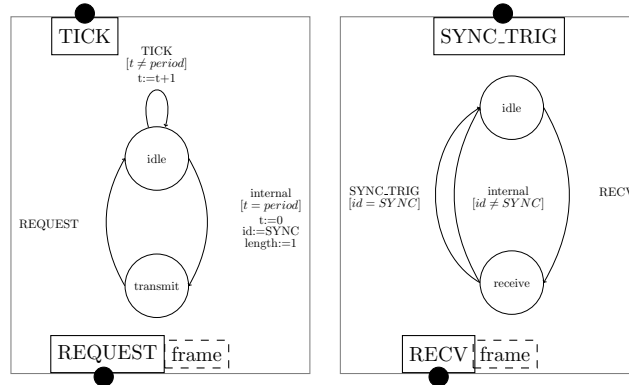 TICK
TICK
[t ≠ period]
t:=t+1
idle
internal
[t = period]
t:=0
id:=SYNC
length:=1
REQUEST
transmit
REQUEST
frame
SYNC_TRIG
idle
SYNC_TRIG
[id = SYNC]
internal
[id ≠ SYNC]
RECV
receive
RECV
frame